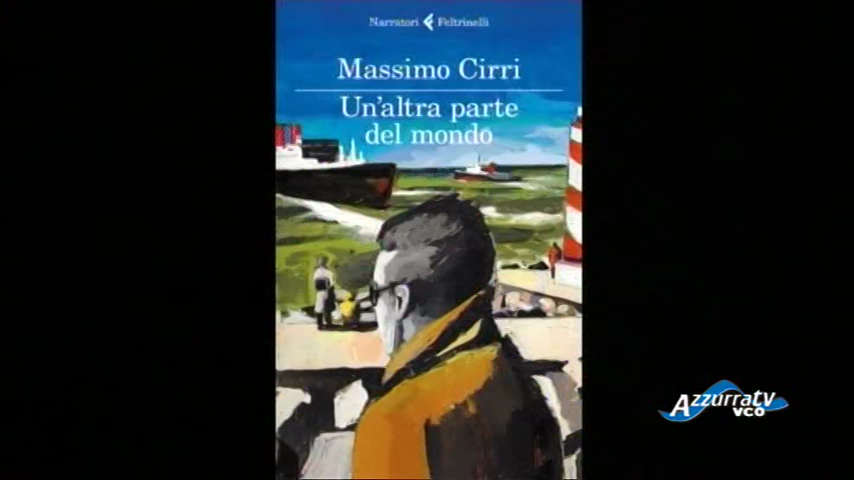 Narratori Feltrinelli
Massimo Cirri
Un'altra parte
del mondo
Azzurratv
vco